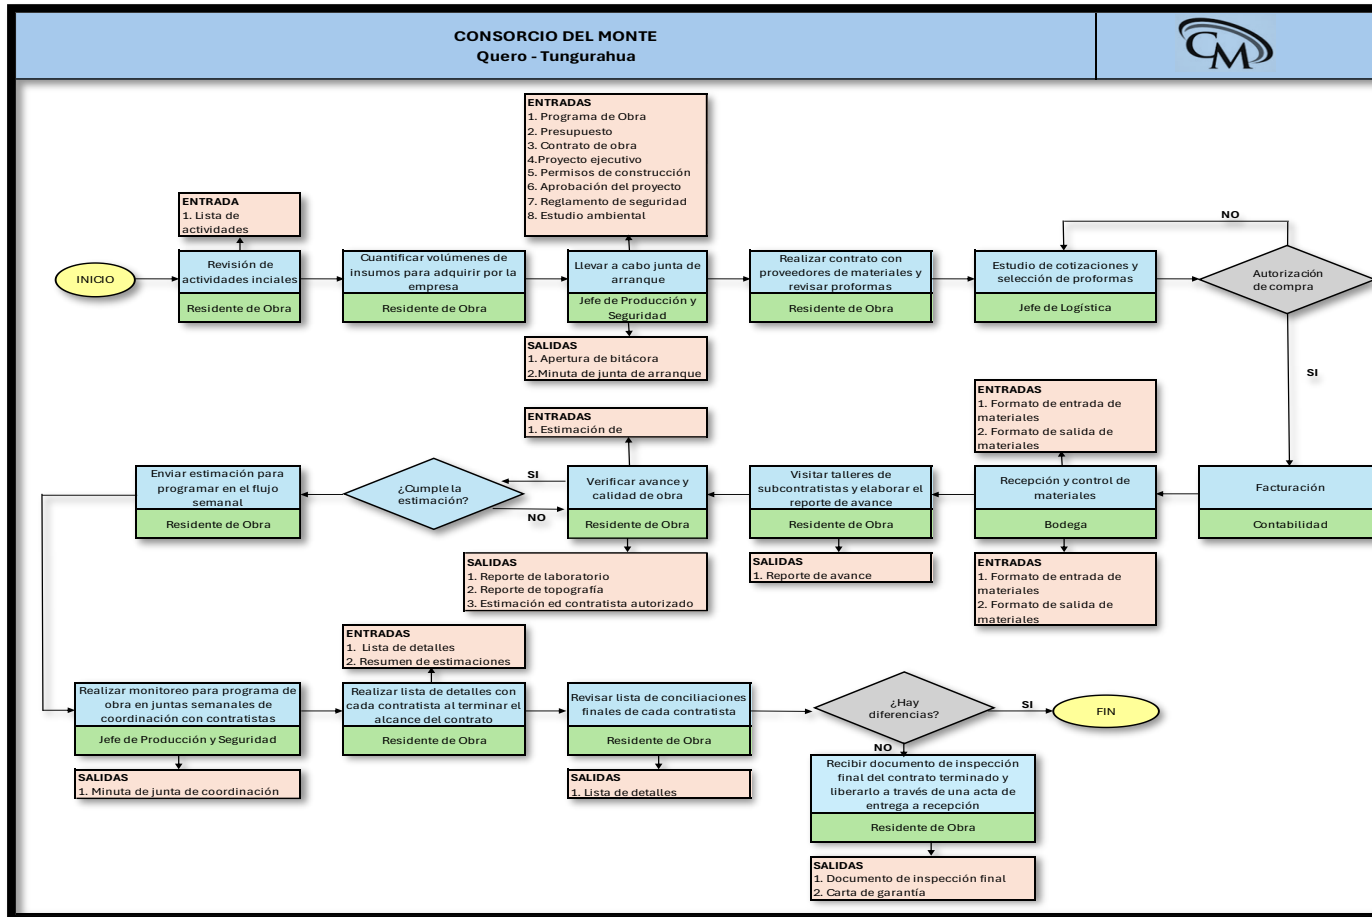 CONSORCIO DEL MONTE
Quero - Tungurahua
CM
ENTRADAS
1. Programa de Obra
2. Presupuesto
3. Contrato de obra
4.Proyecto ejecutivo
5. Permisos de construcción
6. Aprobación del proyecto
7. Reglamento de seguridad
8. Estudio ambiental
ENTRADA
1. Lista de
actividades
INICIO
Revisión de
actividades inciales
Residente de Obra
Cuantificar volúmenes de
insumos para adquirir por la
empresa
Residente de Obra
Llevar a cabo junta de
arranque
Jefe de Producción y
Seguridad
Realizar contrato con
proveedores de materiales y
revisar proformas
Residente de Obra
Estudio de cotizaciones y
selección de proformas
Jefe de Logística
NO
Autorización
de compra
SI
SALIDAS
1. Apertura de bitácora
2.Minuta de junta de arranque
ENTRADAS
1. Estimación de
ENTRADAS
1. Formato de entrada de
materiales
2. Formato de salida de
materiales
Enviar estimación para
programar en el flujo
semanal
Residente de Obra
¿Cumple la
estimación?
SI
NO
Verificar avance y
calidad de obra
Residente de Obra
Visitar talleres de
subcontratistas y elaborar el
reporte de avance
Residente de Obra
Recepción y control de
materiales
Bodega
Facturación
Contabilidad
SALIDAS
1. Reporte de laboratorio
2. Reporte de topografía
3. Estimación ed contratista autorizado
SALIDAS
1. Reporte de avance
ENTRADAS
1. Formato de entrada de
materiales
2. Formato de salida de
materiales
ENTRADAS
1. Lista de detalles
2. Resumen de estimaciones
Realizar monitoreo para programa de
obra en juntas semanales de
coordinación con contratistas
Jefe de Producción y Seguridad
Realizar lista de detalles con
cada contratista al terminar el
alcance del contrato
Residente de Obra
Revisar lista de conciliaciones
finales de cada contratista
Residente de Obra
¿Hay
diferencias?
SI
FIN
NO
SALIDAS
1. Minuta de junta de coordinación
SALIDAS
1. Lista de detalles
Recibir documento de inspección
final del contrato terminado y
liberarlo a través de una acta de
entrega a recepción
Residente de Obra
SALIDAS
1. Documento de inspección final
2. Carta de garantía